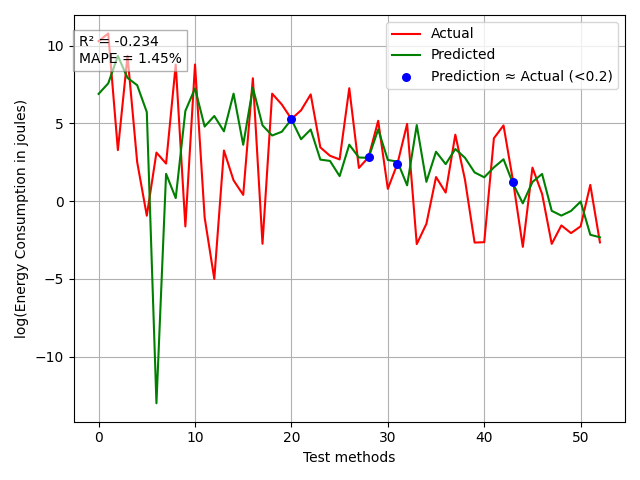 R² = -0.234
MAPE = 1.45%
Actual
Predicted
Prediction ≈ Actual (<0.2)
10
5
0
−5
−10
log(Energy Consumption in joules)
0 10 20 30 40 50
Test methods